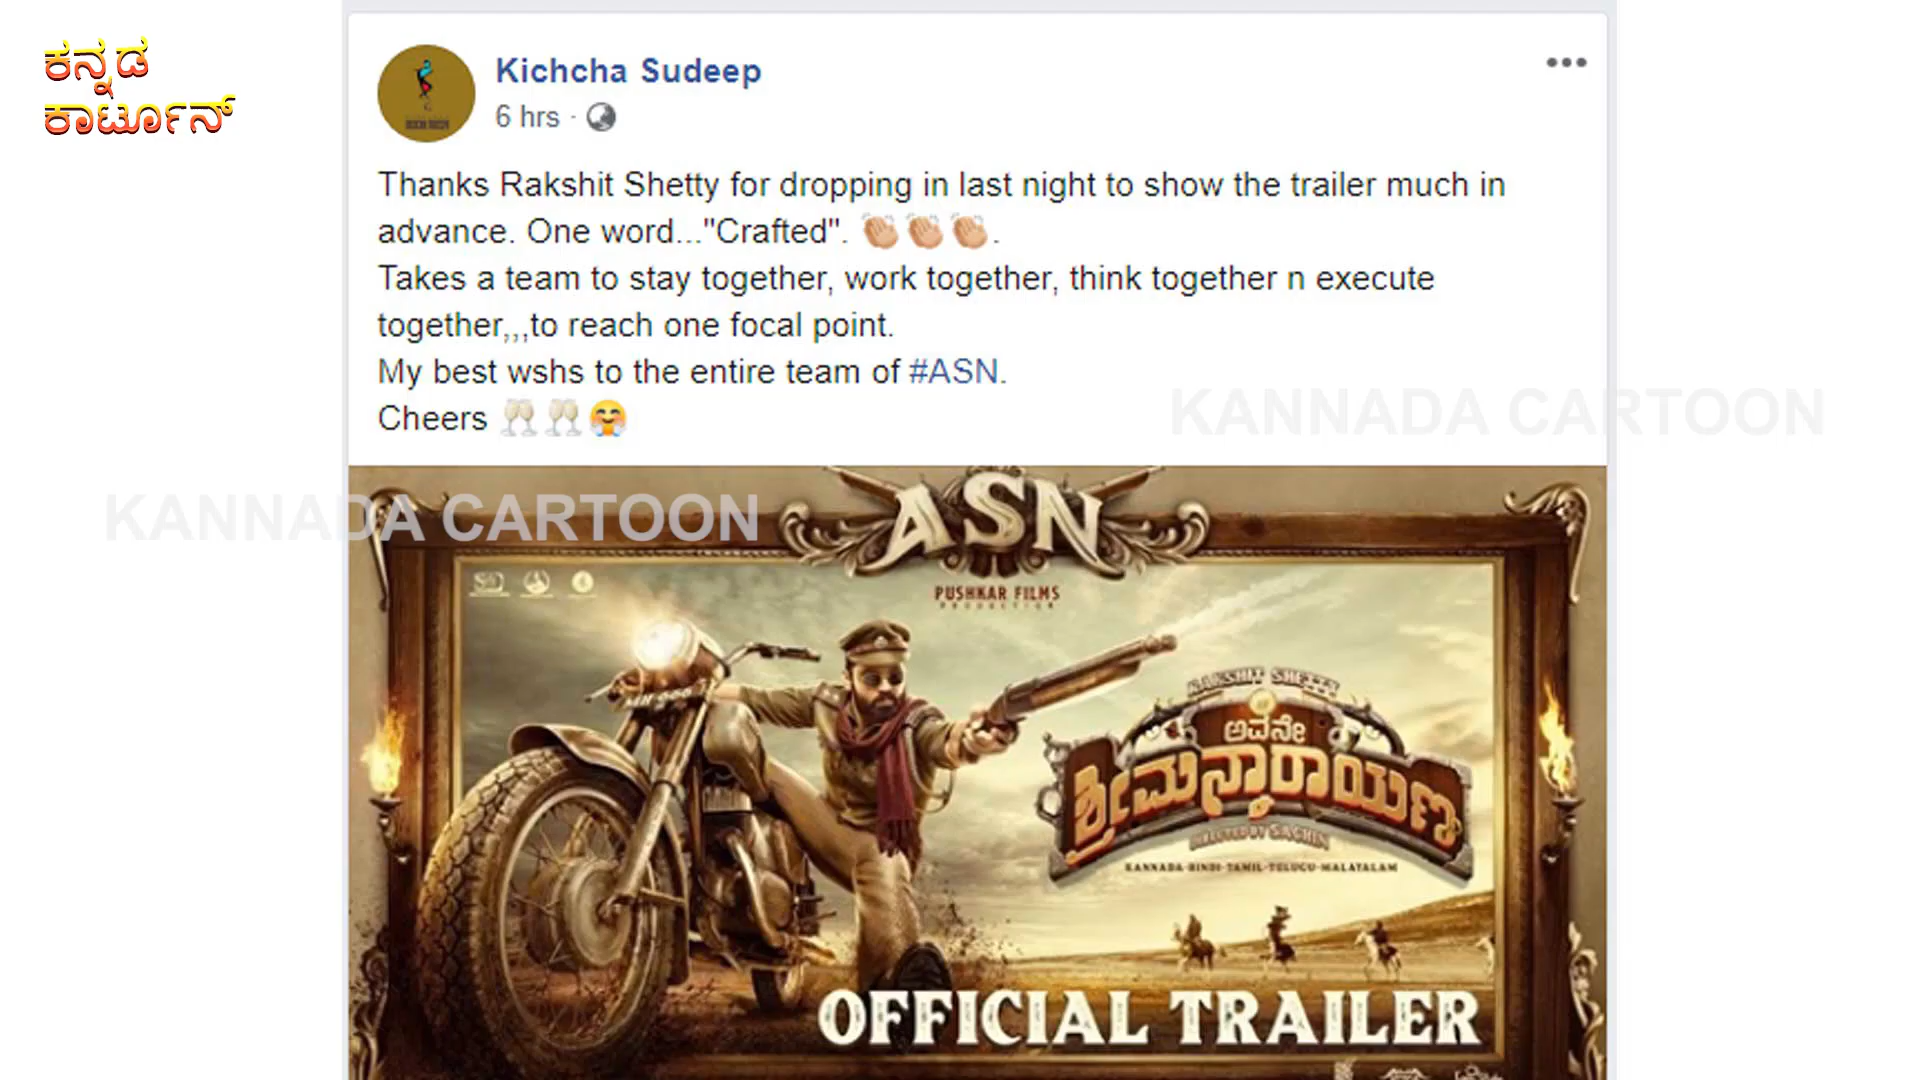 ಕನ್ನಡ
ಕಾರ್ಟೂನ್
Kichcha Sudeep
6 hrs ·
Thanks Rakshit Shetty for dropping in last night to show the trailer much in
advance. One word..."Crafted". 👏👏👏.
Takes a team to stay together, work together, think together n execute
together,,,to reach one focal point.
My best wshs to the entire team of #ASN.
Cheers 🥂🥂🤗
KANNADA CARTOON
KANNADA CARTOON
ASN
PUSHKAR FILMS
PRODUCTION
RAKSHIT SHETTY
ಅವನೇ
ಶ್ರೀಮನ್ನಾರಾಯಣ
DIRECTED BY SACHIN
KANNADA-HINDI-TAMIL-TELUGU-MALAYALAM
OFFICIAL TRAILER